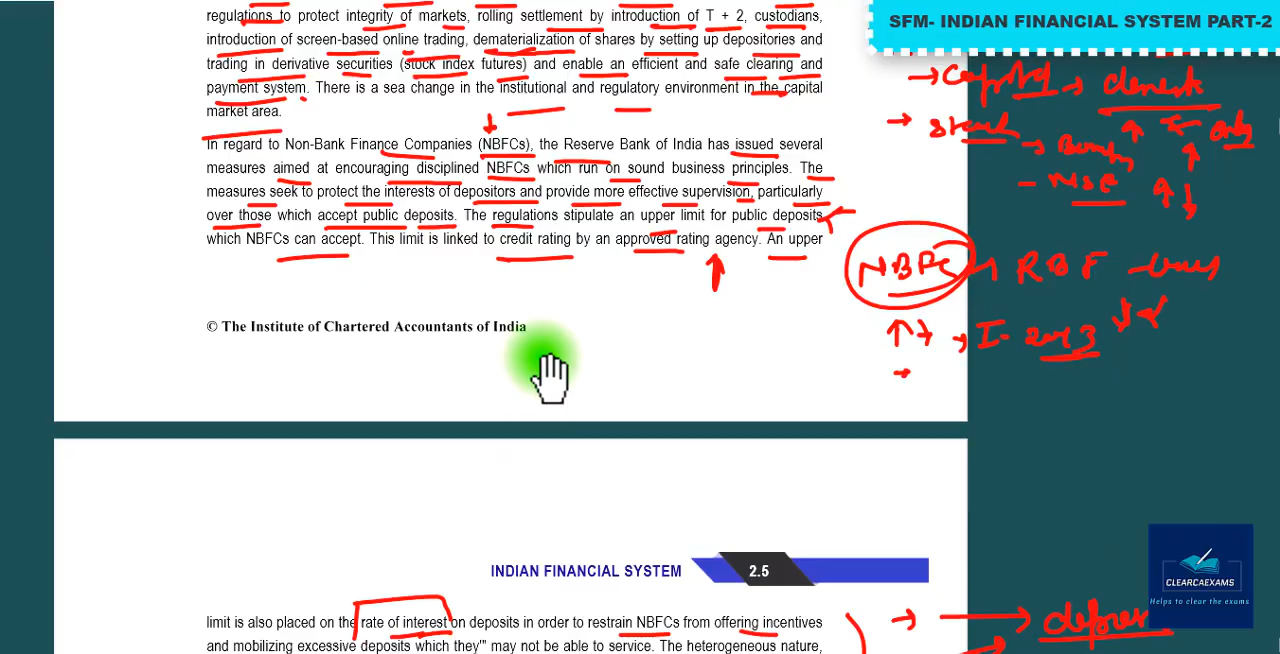 regulations to protect integrity of markets, rolling settlement by introduction of T + 2, custodians,
introduction of screen-based online trading, dematerialization of shares by setting up depositories and
trading in derivative securities (stock index futures) and enable an efficient and safe clearing and
payment system. There is a sea change in the institutional and regulatory environment in the capital
market area.
In regard to Non-Bank Finance Companies (NBFCs), the Reserve Bank of India has issued several
measures aimed at encouraging disciplined NBFCs which run on sound business principles. The
measures seek to protect the interests of depositors and provide more effective supervision, particularly
over those which accept public deposits. The regulations stipulate an upper limit for public deposits
which NBFCs can accept. This limit is linked to credit rating by an approved rating agency. An upper
© The Institute of Chartered Accountants of India
SFM- INDIAN FINANCIAL SYSTEM PART-2
Capital
only
NSE
NBFC
INDIAN FINANCIAL SYSTEM 2.5
limit is also placed on the rate of interest on deposits in order to restrain NBFCs from offering incentives
and mobilizing excessive deposits which they'" may not be able to service. The heterogeneous nature,
CLEARCAEXAMS
Helps to clear the exams